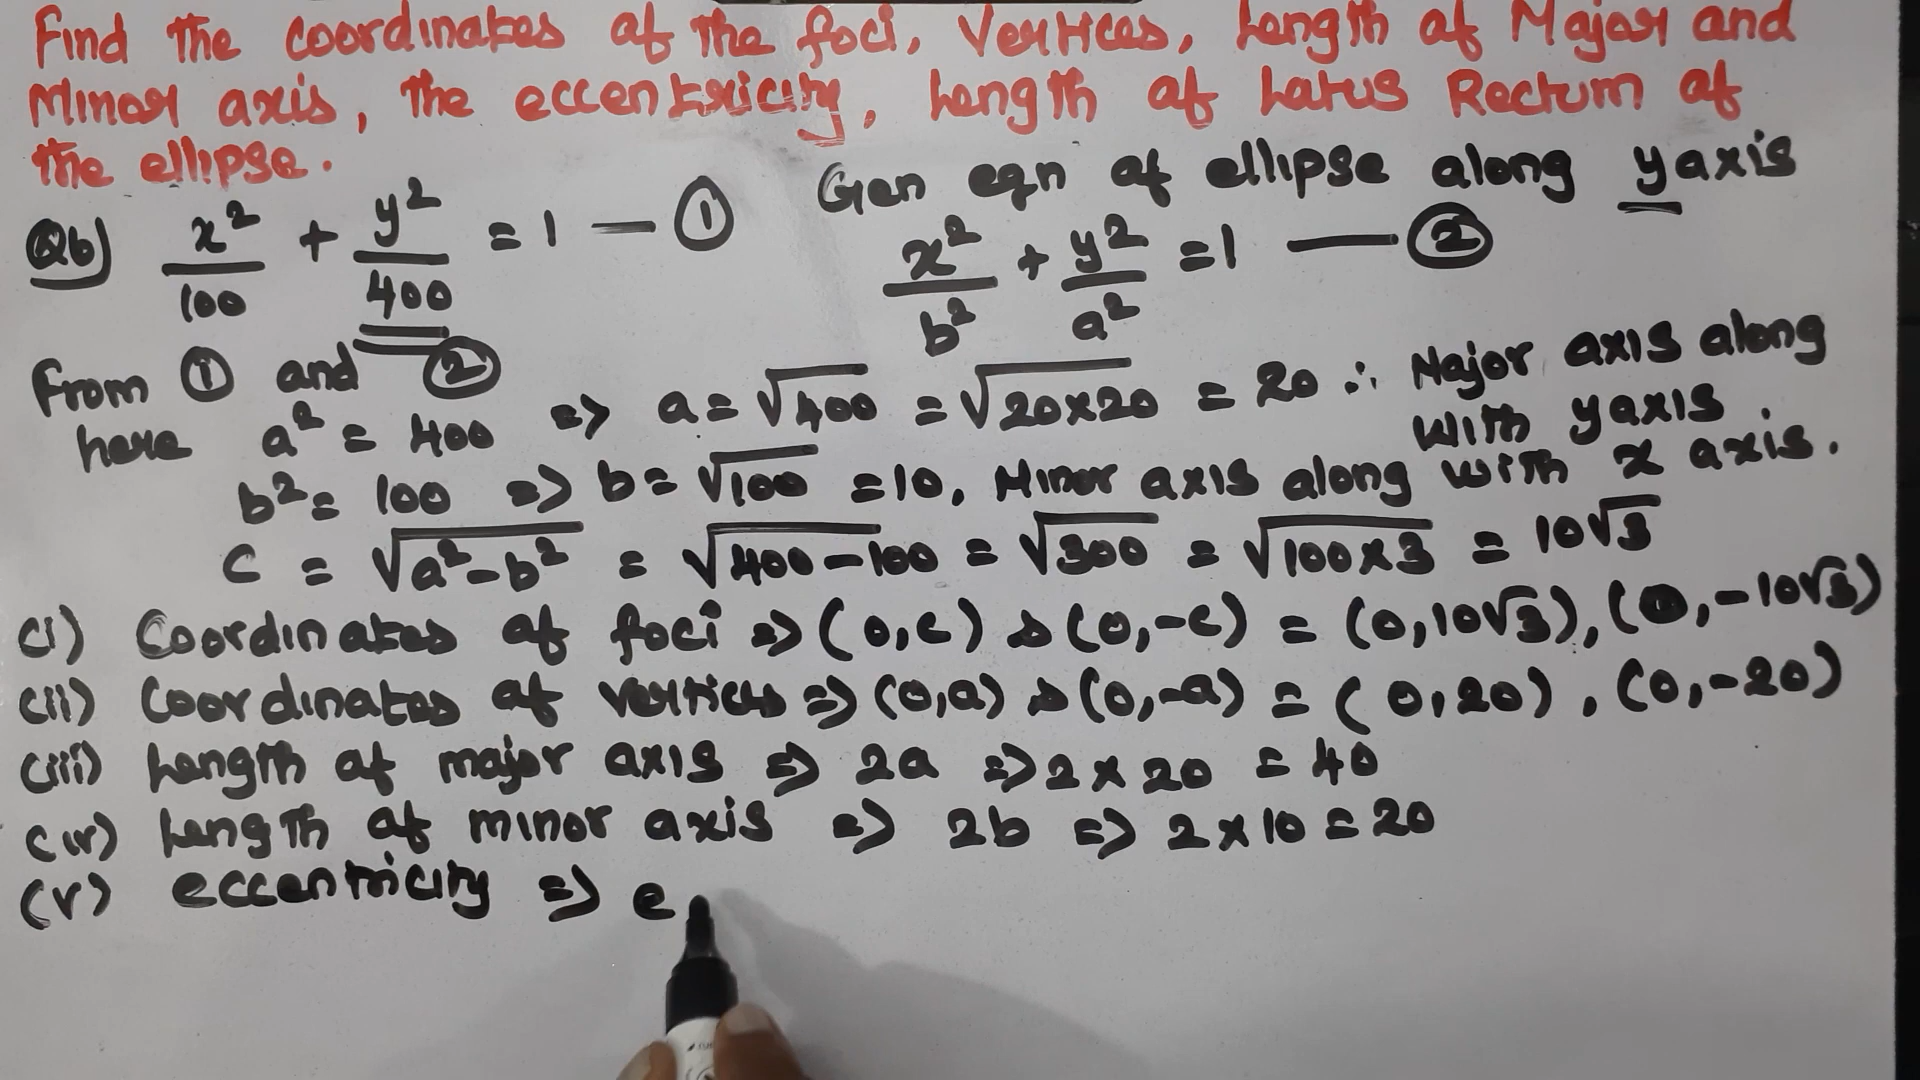 Find the coordinates of the foci, Vertices, Length of Major and
Minor axis, the eccentricity, Length of Latus Rectum of
the ellipse.
Q6) x²/100 + y²/400 = 1 — ①
Gen eqn of ellipse along y axis
x²/b² + y²/a² = 1 — ②
From ① and ②
here a² = 400 => a = √400 = √20×20 = 20 ∴ Major axis along
with y axis.
b² = 100 => b = √100 = 10, Minor axis along with x axis.
c = √a²-b² = √400-100 = √300 = √100×3 = 10√3
(i) Coordinates of foci => (0,c) & (0,-c) = (0,10√3), (0,-10√3)
(ii) Coordinates of vertices => (0,a) & (0,-a) = (0,20), (0,-20)
(iii) Length of major axis => 2a => 2×20 = 40
(iv) Length of minor axis => 2b => 2×10 = 20
(v) eccentricity => e